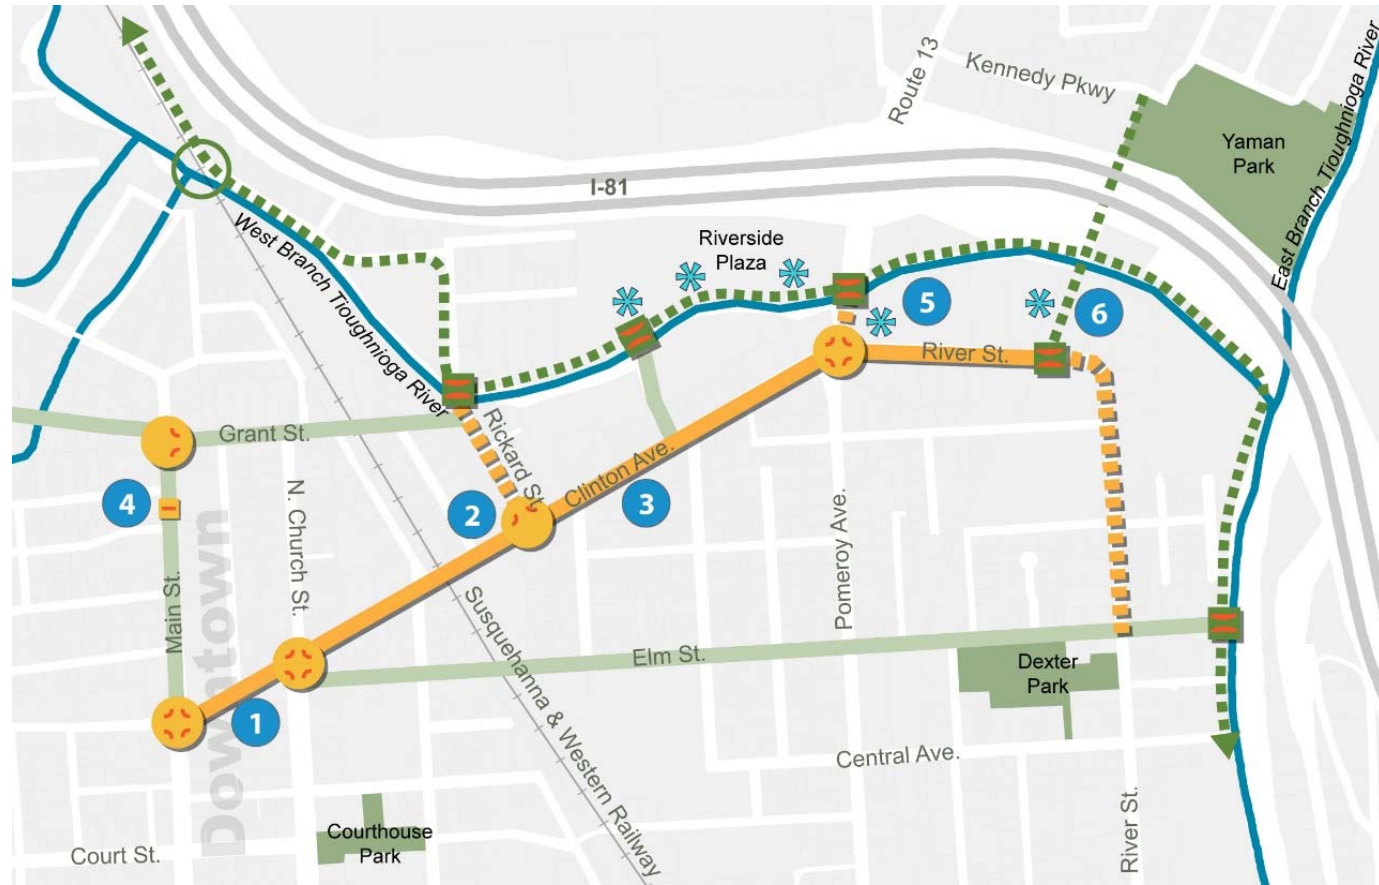 Route 13
Kennedy Pkwy
Yaman
Park
East Branch Tioughnioga River
I-81
West Branch Tioughnioga River
Riverside
Plaza
5
6
River St.
Grant St.
Rickard St.
Clinton Ave.
4
2
3
N. Church St.
Pomeroy Ave.
Main St.
Downtown
Susquehanna & Western Railway
Elm St.
Dexter
Park
1
Central Ave.
River St.
Courthouse
Park
Court St.